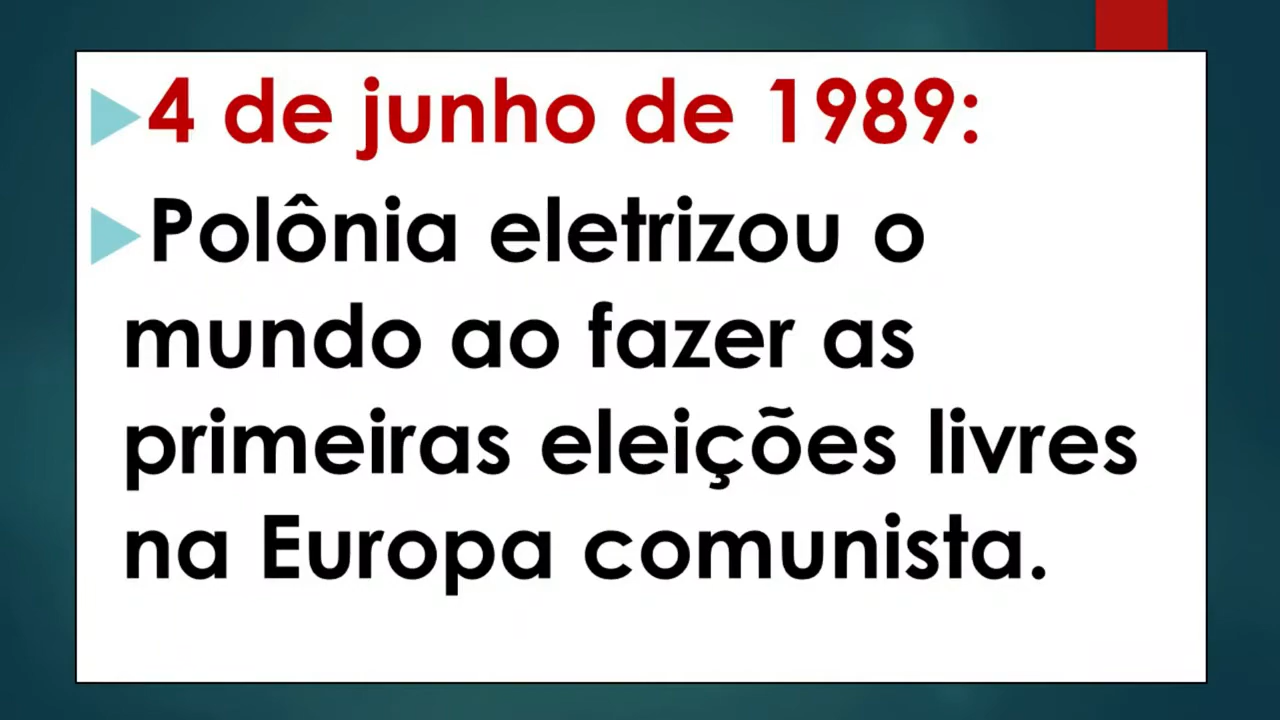 4 de junho de 1989:
Polônia eletrizou o
mundo ao fazer as
primeiras eleições livres
na Europa comunista.